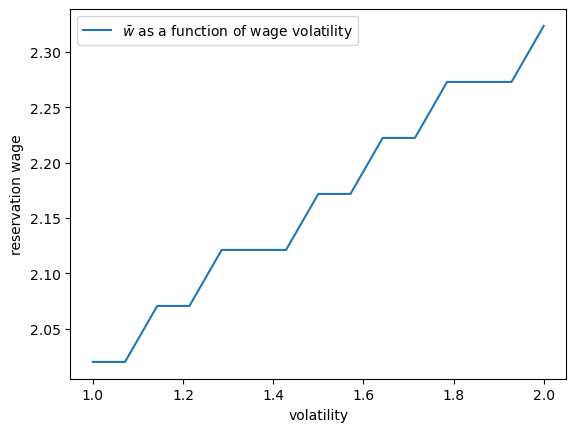 w̄ as a function of wage volatility
2.30
2.25
2.20
2.15
2.10
2.05
reservation wage
1.0 1.2 1.4 1.6 1.8 2.0
volatility